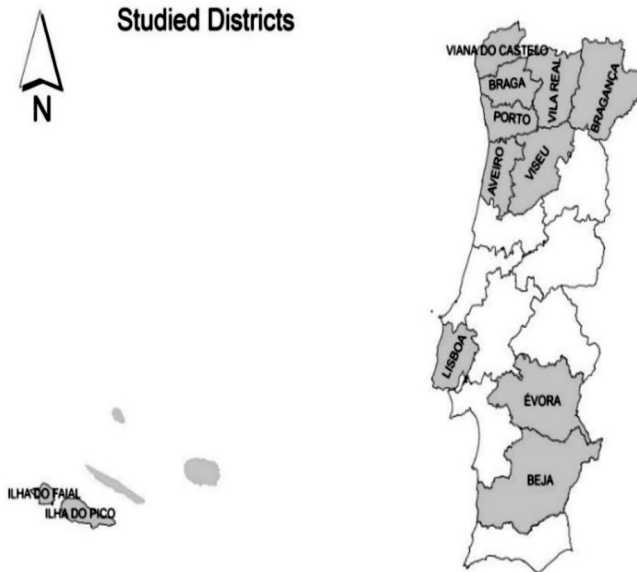 Studied Districts
N
VIANA DO CASTELO
BRAGA
VILA REAL
BRAGANÇA
PORTO
AVEIRO
VISEU
LISBOA
ÉVORA
BEJA
ILHA DO FAIAL
ILHA DO PICO